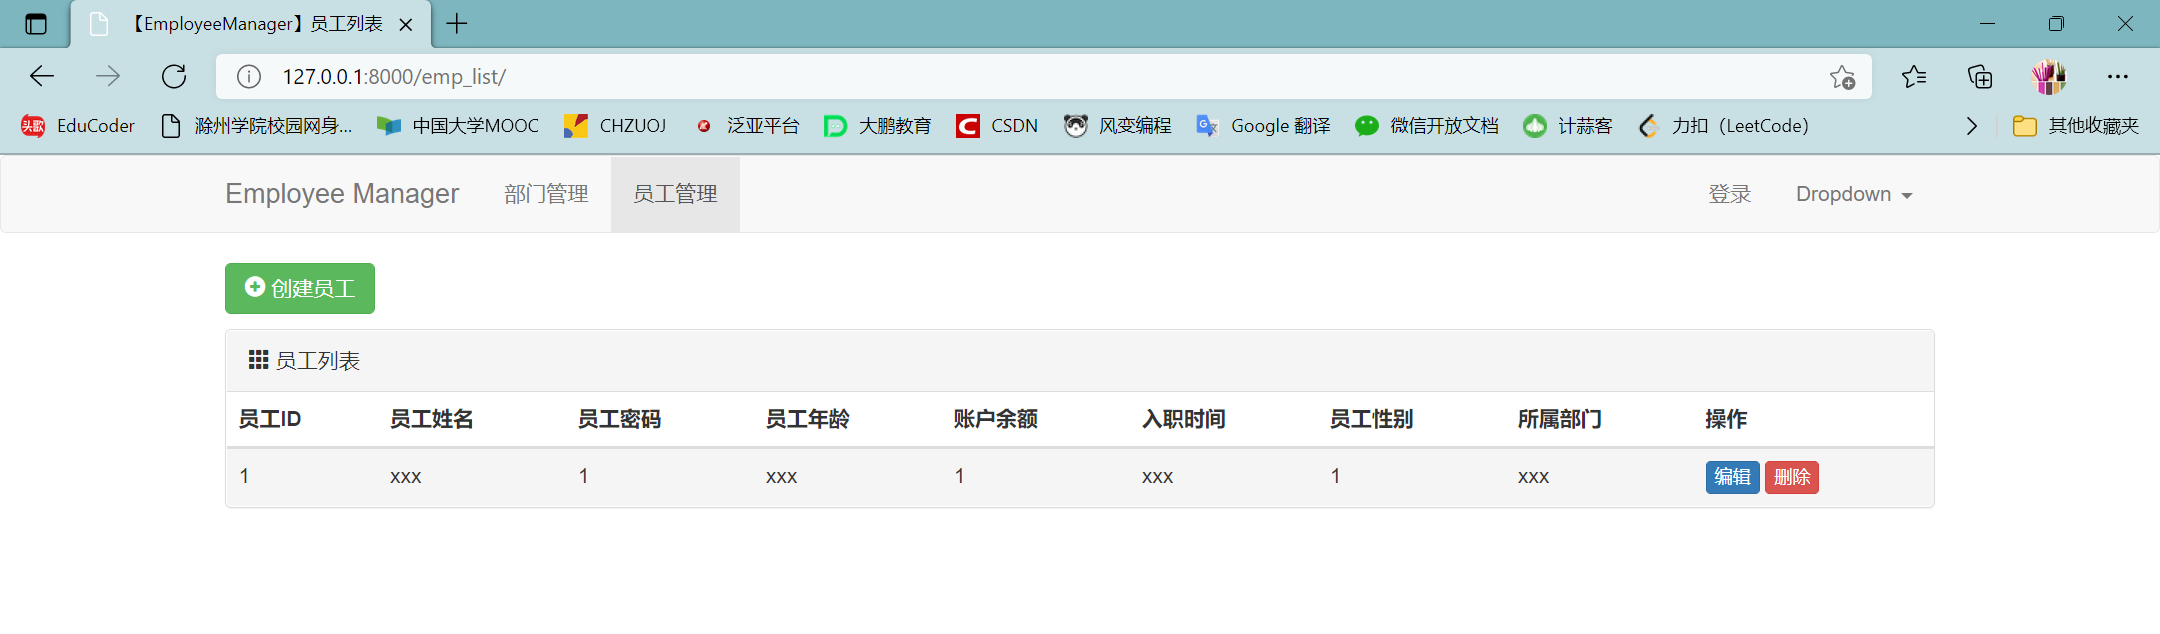 【EmployeeManager】员工列表
127.0.0.1:8000/emp_list/
头歌 EduCoder 滁州学院校园网身... 中国大学MOOC CHZUOJ 泛亚平台 大鹏教育 CSDN 风变编程 Google 翻译 微信开放文档 计蒜客 力扣（LeetCode） 其他收藏夹
Employee Manager 部门管理 员工管理 登录 Dropdown
创建员工
员工列表
员工ID 员工姓名 员工密码 员工年龄 账户余额 入职时间 员工性别 所属部门 操作
1 xxx 1 xxx 1 xxx 1 xxx 编辑 删除